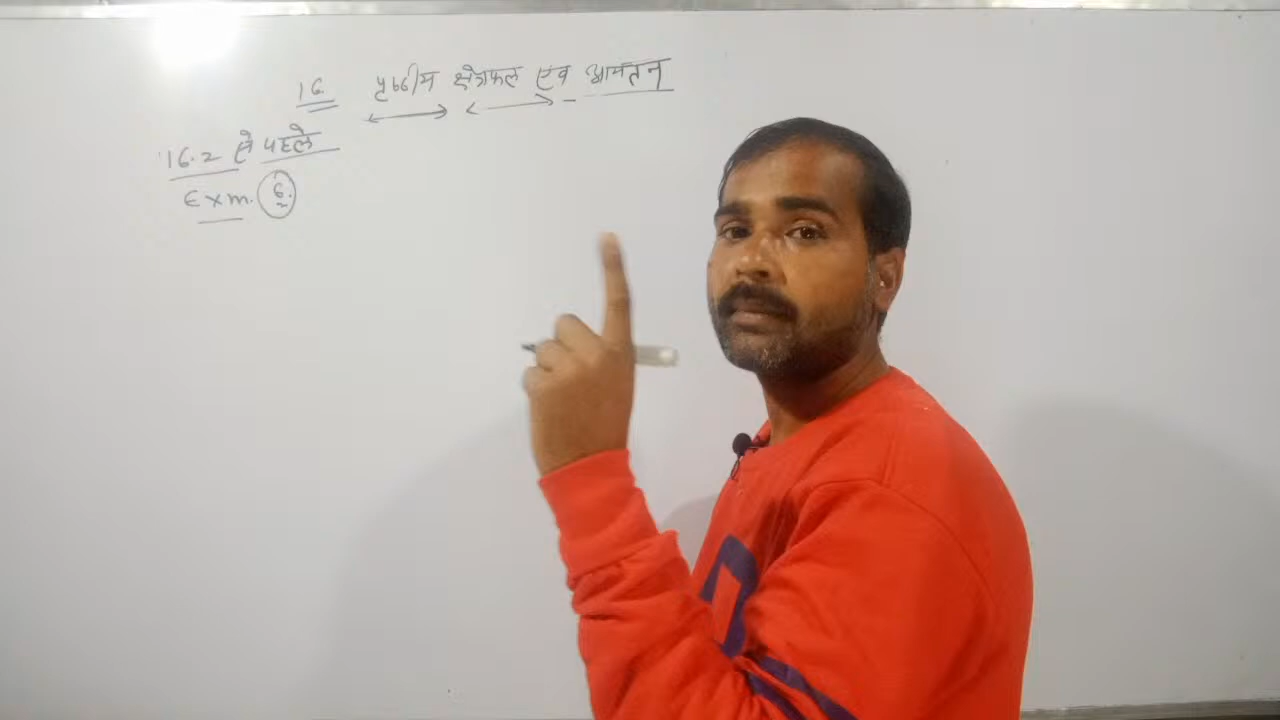 16. पृष्ठीय क्षेत्रफल एवं आयतन
16.2 से पहले
Exm. 6.